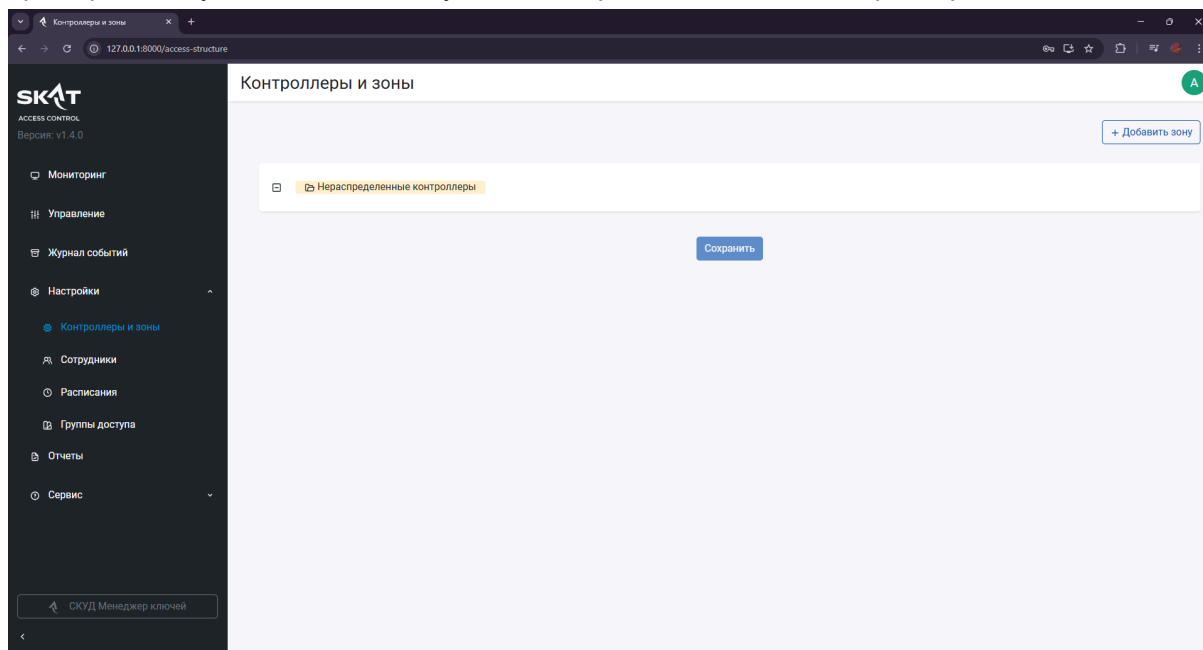 Контроллеры и зоны
127.0.0.1:8000/access-structure
SKAT
ACCESS CONTROL
Версия: v1.4.0
Контроллеры и зоны
A
+ Добавить зону
Мониторинг
Нераспределенные контроллеры
Управление
Сохранить
Журнал событий
Настройки
Контроллеры и зоны
Сотрудники
Расписания
Группы доступа
Отчеты
Сервис
СКУД Менеджер ключей